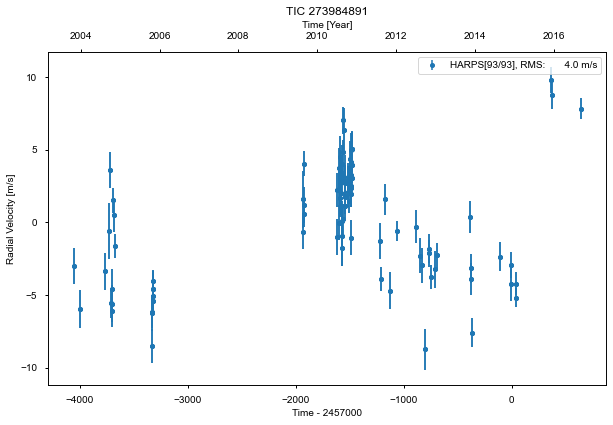 TIC 273984891
Time [Year]
2004 2006 2008 2010 2012 2014 2016
HARPS[93/93], RMS: 4.0 m/s
10
5
0
−5
−10
Radial Velocity [m/s]
−4000 −3000 −2000 −1000 0
Time - 2457000